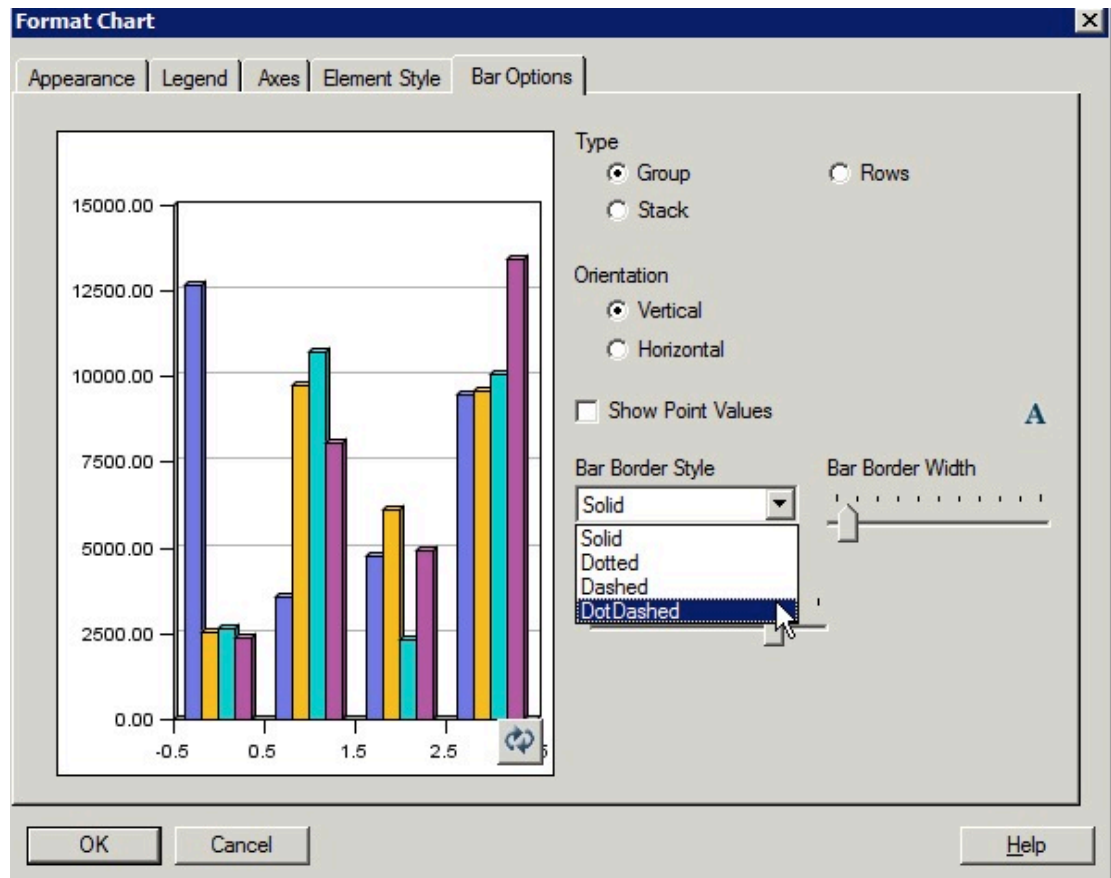 Format Chart
Appearance Legend Axes Element Style Bar Options
15000.00
12500.00
10000.00
7500.00
5000.00
2500.00
0.00
-0.5 0.5 1.5 2.5 5
Type
Group Rows
Stack
Orientation
Vertical
Horizontal
Show Point Values A
Bar Border Style Bar Border Width
Solid
Solid
Dotted
Dashed
DotDashed
OK Cancel Help